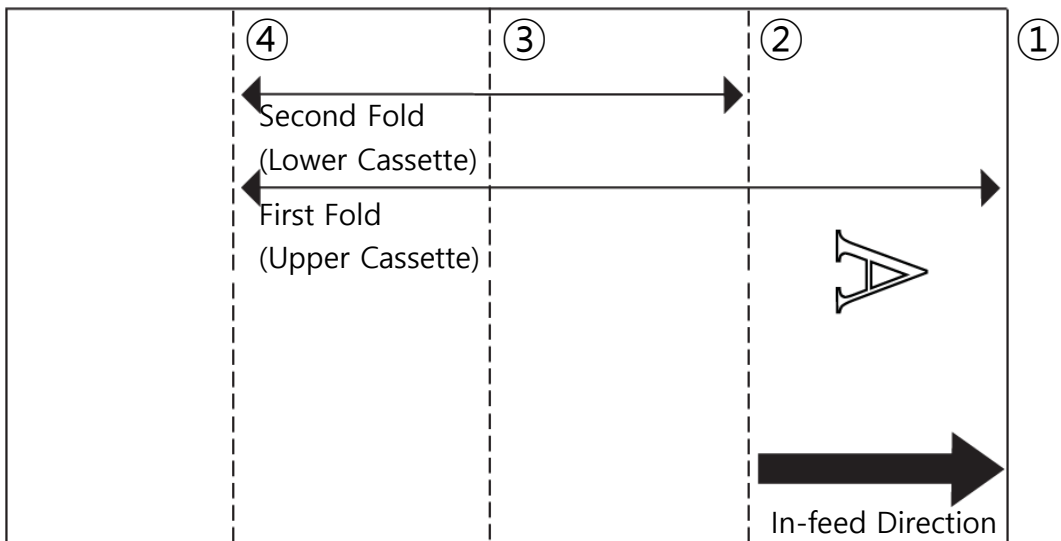 ④ ③ ② ①
Second Fold
(Lower Cassette)
First Fold
(Upper Cassette)
A
In-feed Direction